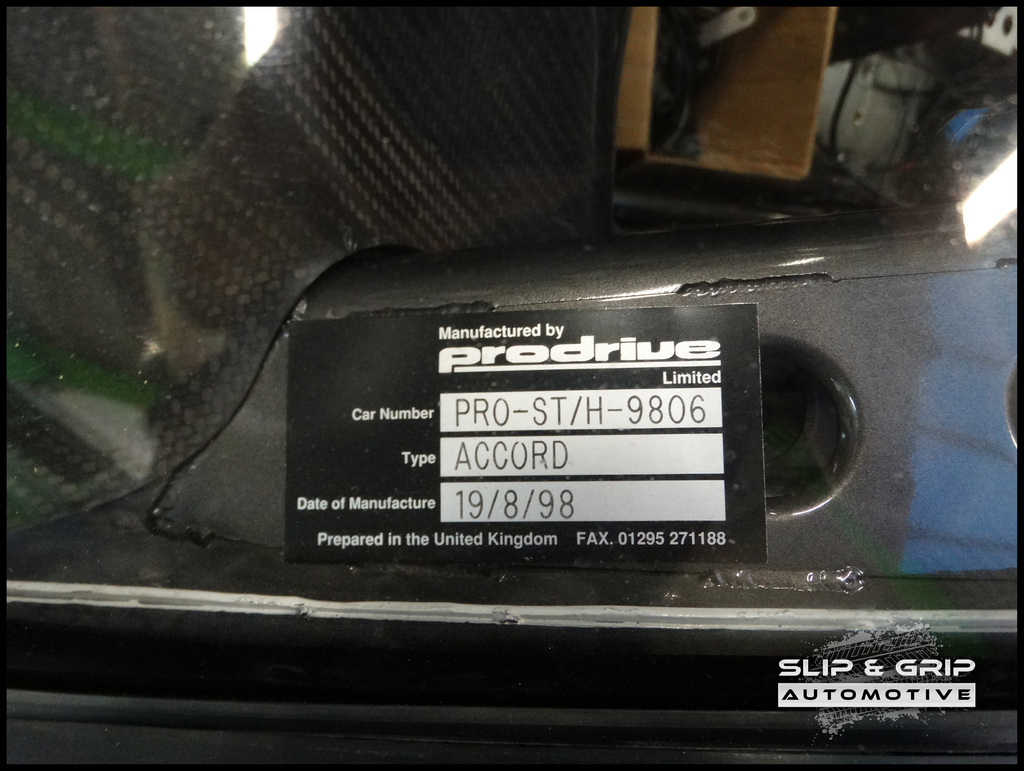 Manufactured by
prodrive
Limited
Car Number PRO-ST/H-9806
Type ACCORD
Date of Manufacture 19/8/98
Prepared in the United Kingdom FAX. 01295 271188
SLIP & GRIP
AUTOMOTIVE